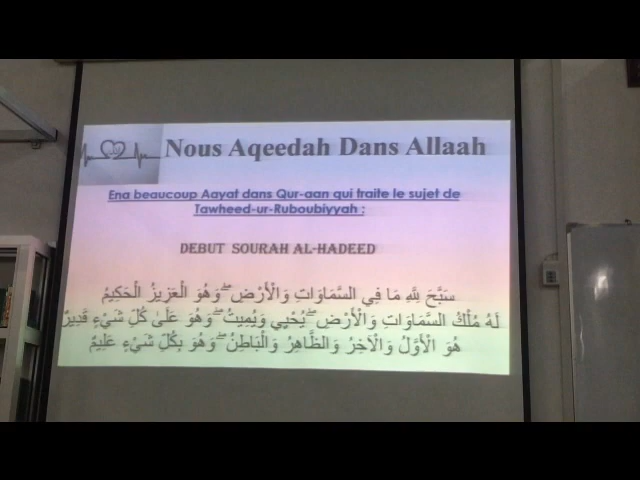 Nous Aqeedah Dans Allaah
Ena beaucoup Aayat dans Qur-aan qui traite le sujet de
Tawheed-ur-Ruboubiyyah :
DEBUT SOURAH AL-HADEED
سَبَّحَ لِلَّهِ مَا فِي السَّمَاوَاتِ وَالْأَرْضِ ۖ وَهُوَ الْعَزِيزُ الْحَكِيمُ
لَهُ مُلْكُ السَّمَاوَاتِ وَالْأَرْضِ ۖ يُحْيِي وَيُمِيتُ ۖ وَهُوَ عَلَىٰ كُلِّ شَيْءٍ قَدِيرٌ
هُوَ الْأَوَّلُ وَالْآخِرُ وَالظَّاهِرُ وَالْبَاطِنُ ۖ وَهُوَ بِكُلِّ شَيْءٍ عَلِيمٌ